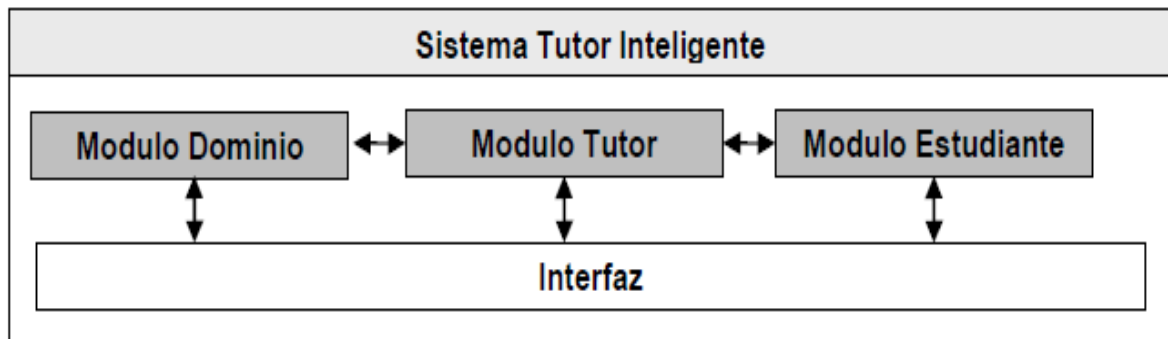 Sistema Tutor Inteligente
Modulo Dominio
Modulo Tutor
Modulo Estudiante
Interfaz